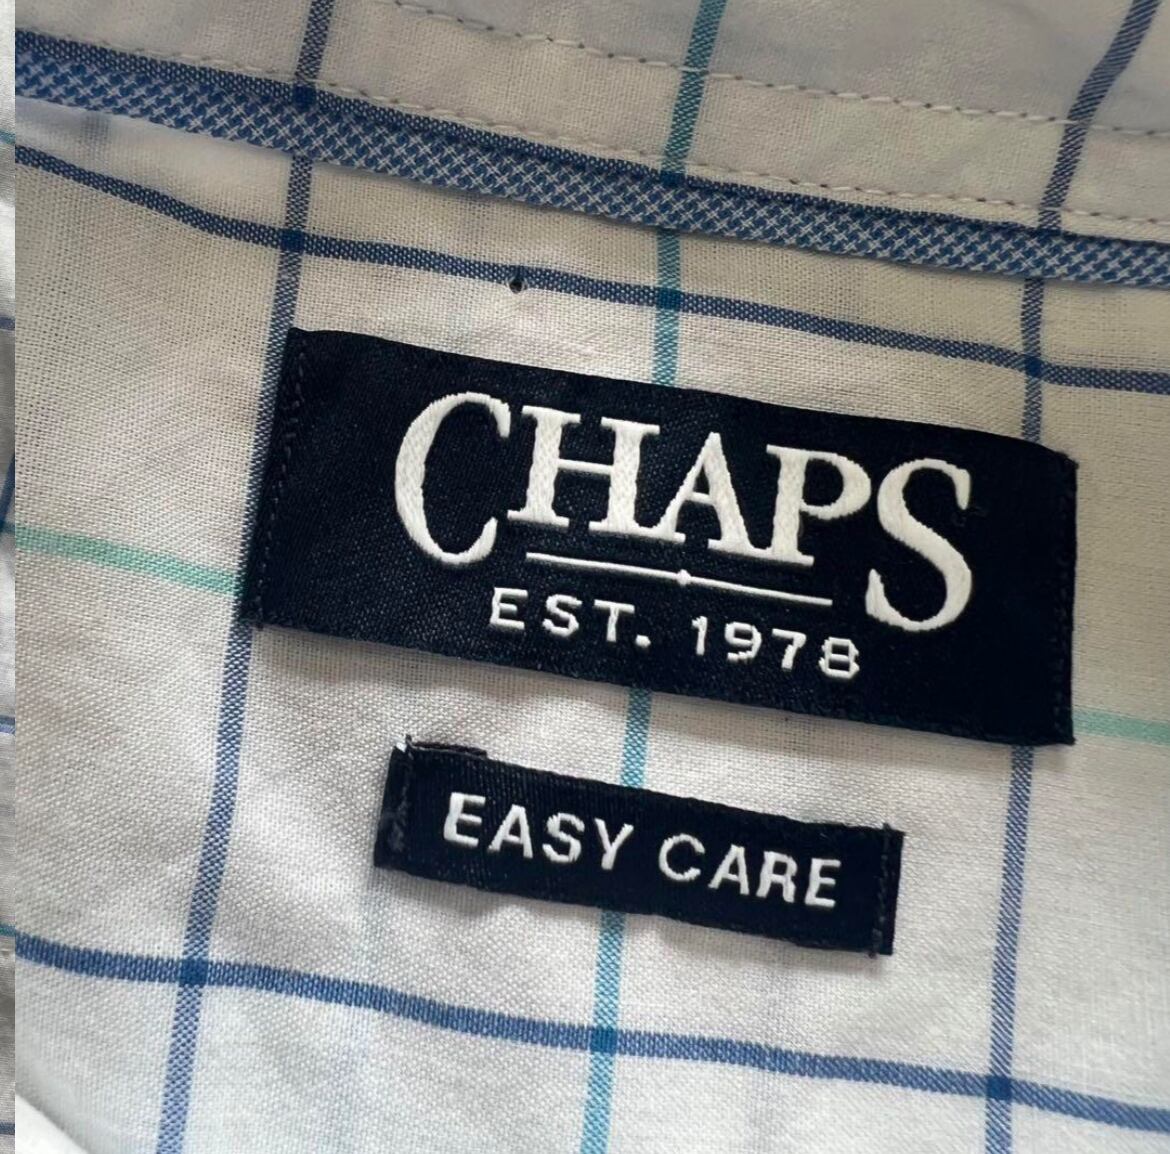 CHAPS
EST. 1978
EASY CARE